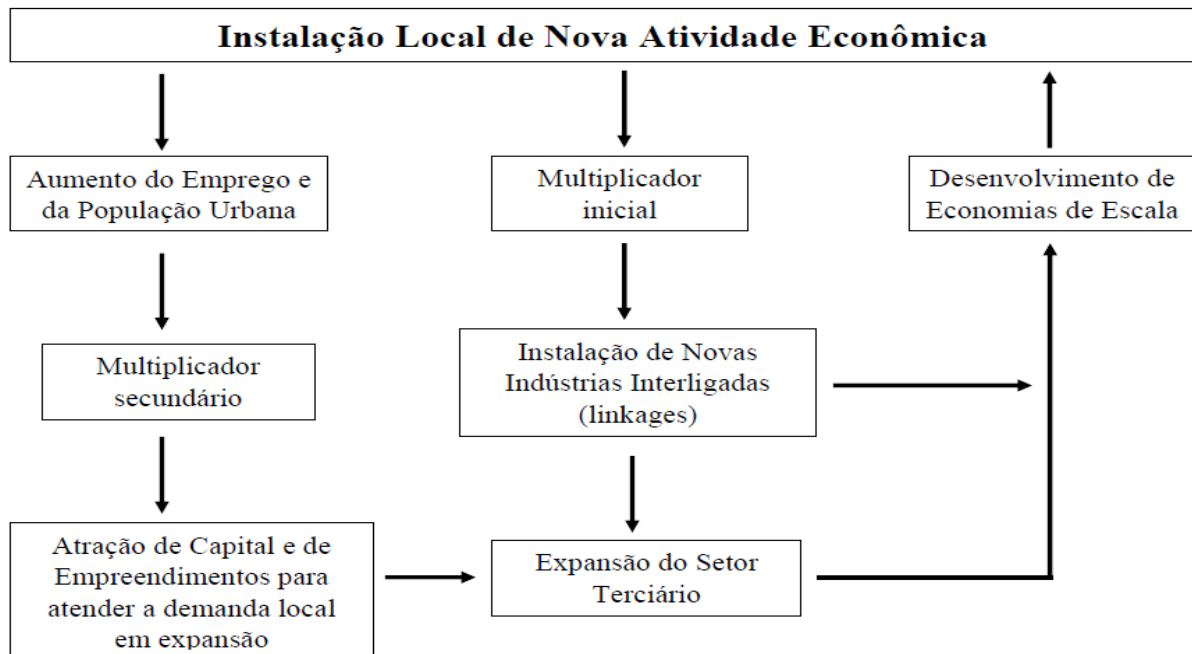 Instalação Local de Nova Atividade Econômica
Aumento do Emprego e
da População Urbana
Multiplicador
inicial
Desenvolvimento de
Economias de Escala
Multiplicador
secundário
Instalação de Novas
Indústrias Interligadas
(linkages)
Atração de Capital e de
Empreendimentos para
atender a demanda local
em expansão
Expansão do Setor
Terciário